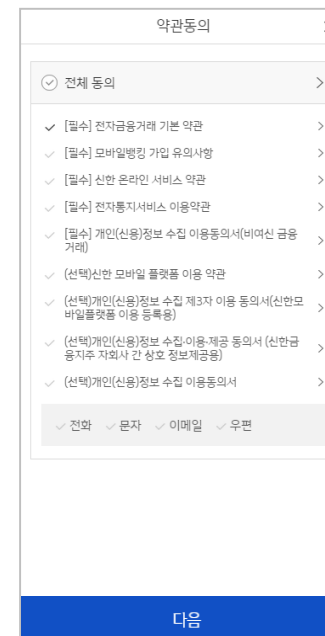 약관동의
전체 동의
[필수] 전자금융거래 기본 약관
[필수] 모바일뱅킹 가입 유의사항
[필수] 신한 온라인 서비스 약관
[필수] 전자통지서비스 이용약관
[필수] 개인(신용)정보 수집 이용동의서(비여신 금융
거래)
(선택)신한 모바일 플랫폼 이용 약관
(선택)개인(신용)정보 수집 제3자 이용 동의서(신한모
바일플랫폼 이용 등록용)
(선택)개인(신용)정보 수집·이용·제공 동의서 (신한금
융지주 자회사 간 상호 정보제공용)
(선택)개인(신용)정보 수집 이용동의서
전화 문자 이메일 우편
다음